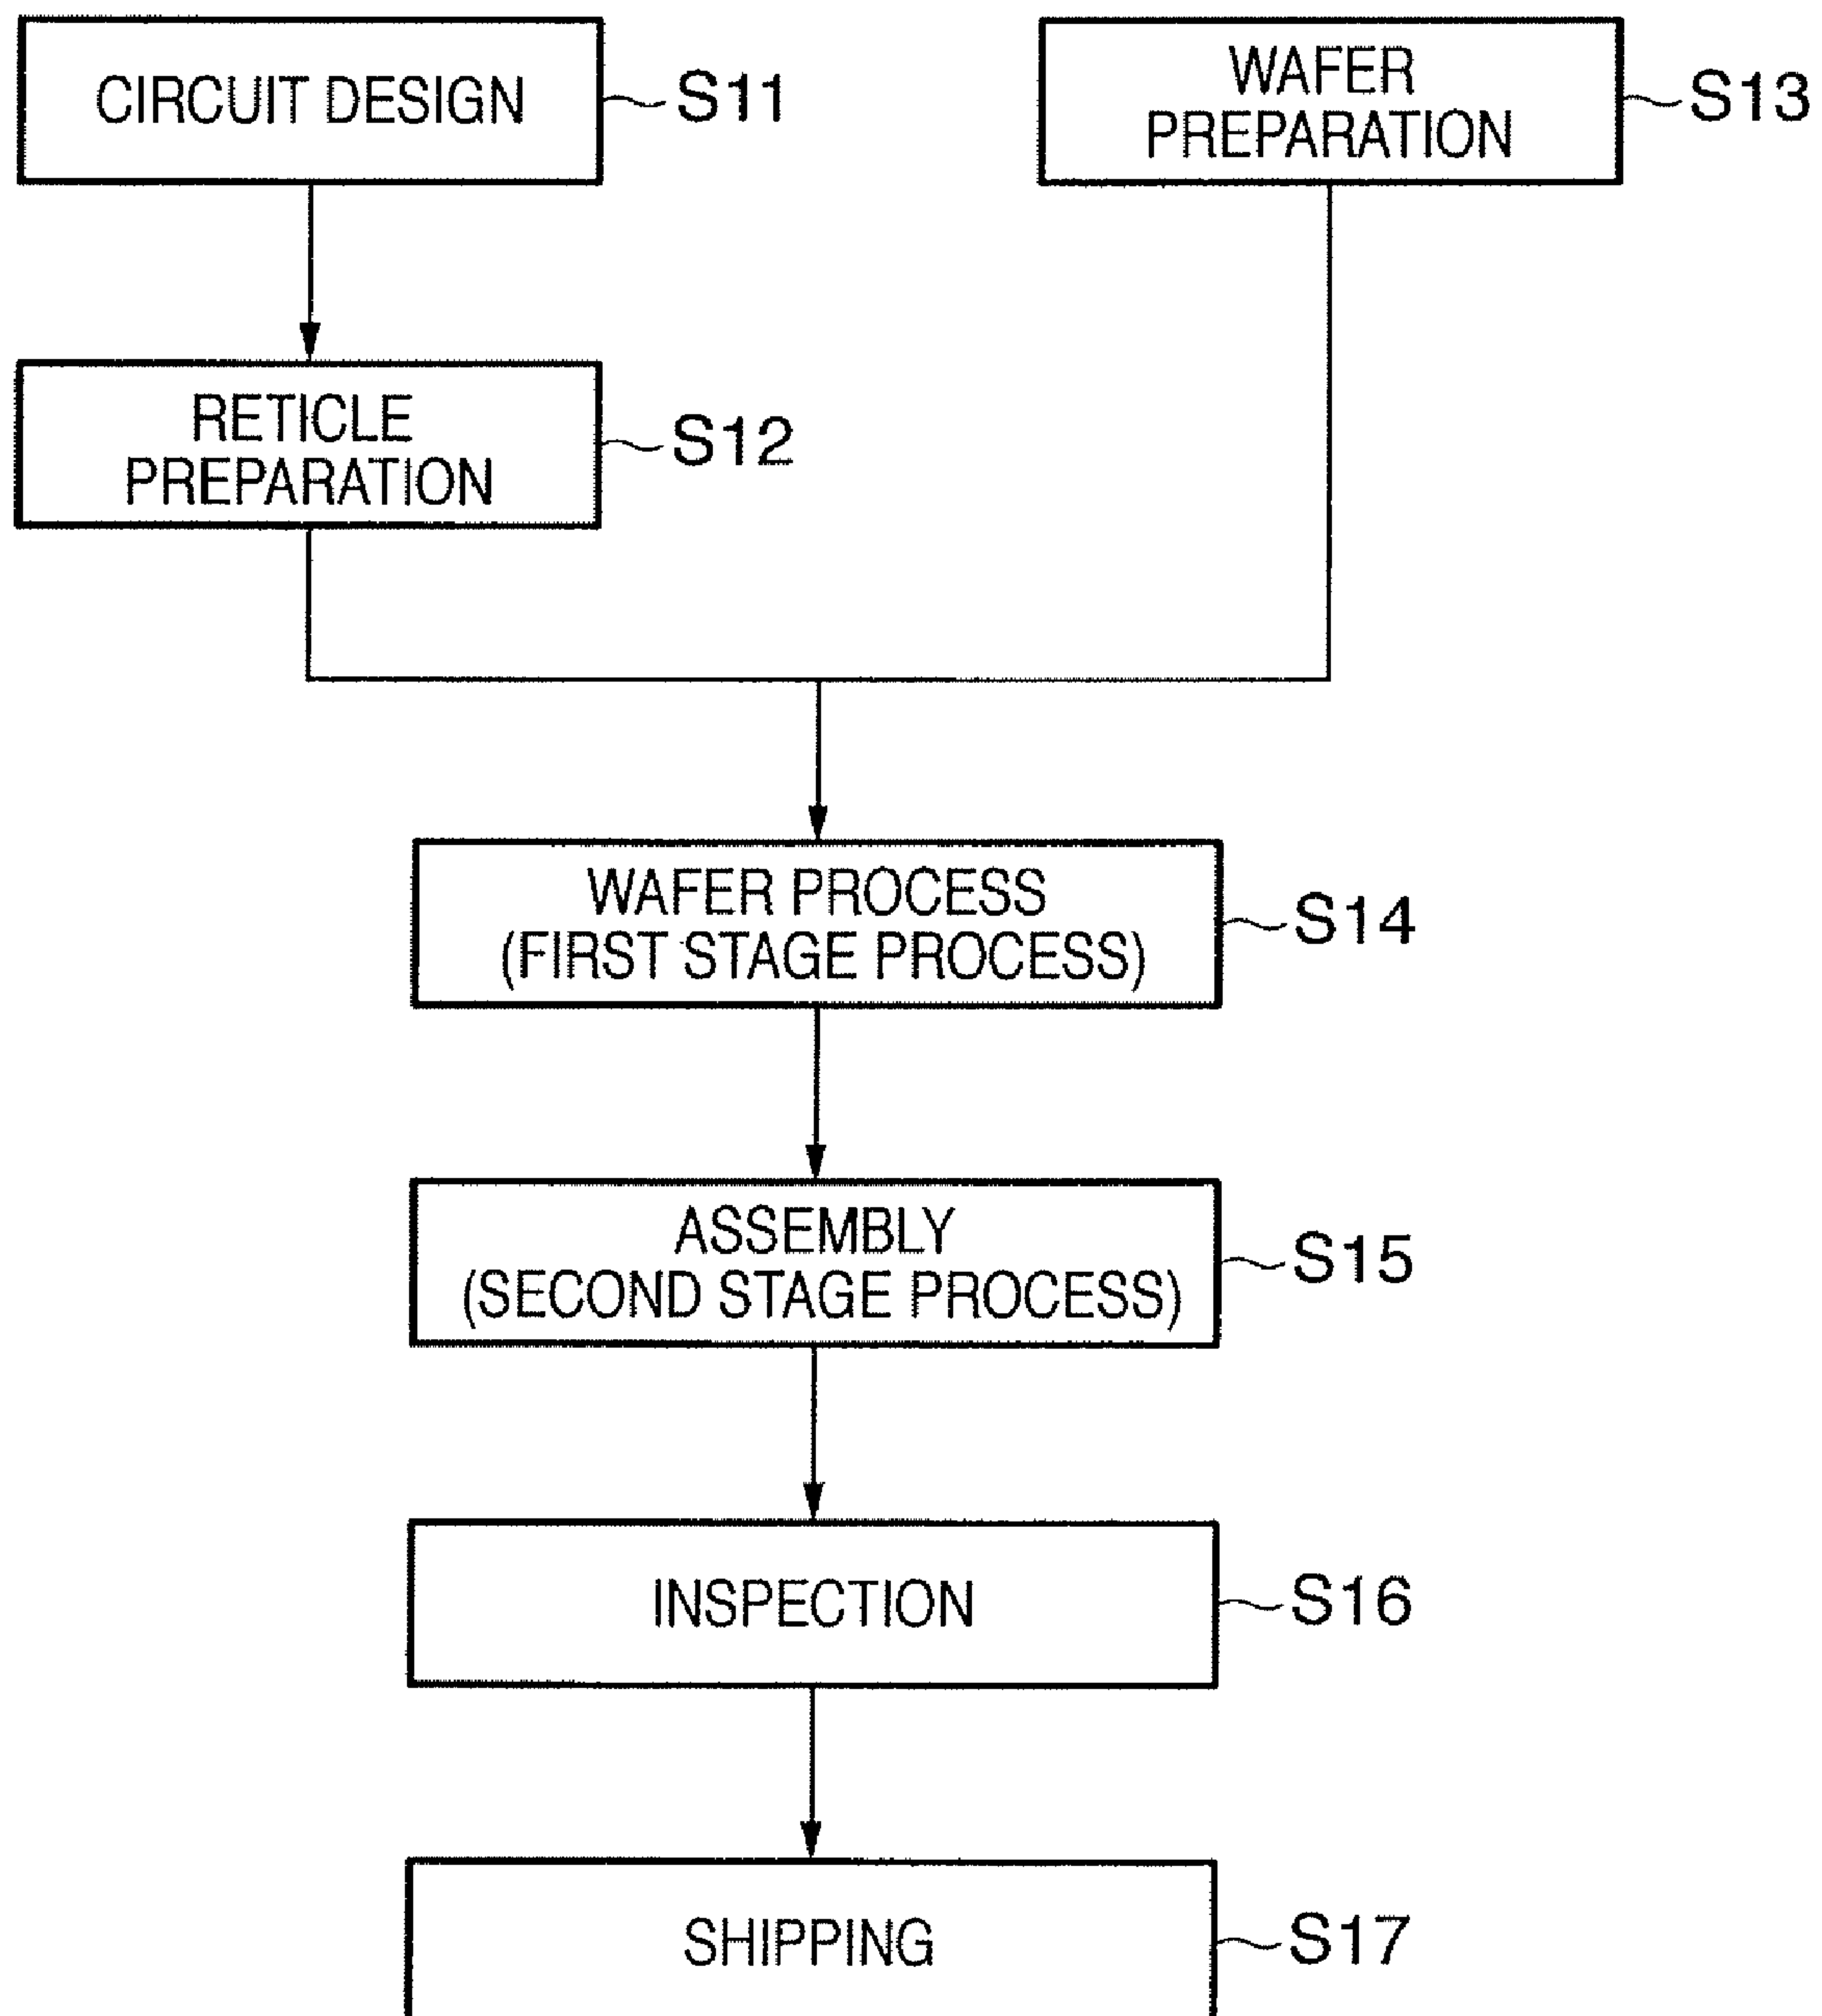 CIRCUIT DESIGN
S11
WAFER
PREPARATION
S13
RETICLE
PREPARATION
S12
WAFER PROCESS
(FIRST STAGE PROCESS)
S14
ASSEMBLY
(SECOND STAGE PROCESS)
S15
INSPECTION
S16
SHIPPING
S17